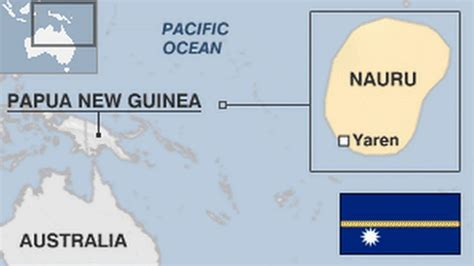 PACIFIC
OCEAN
NAURU
PAPUA NEW GUINEA
Yaren
AUSTRALIA